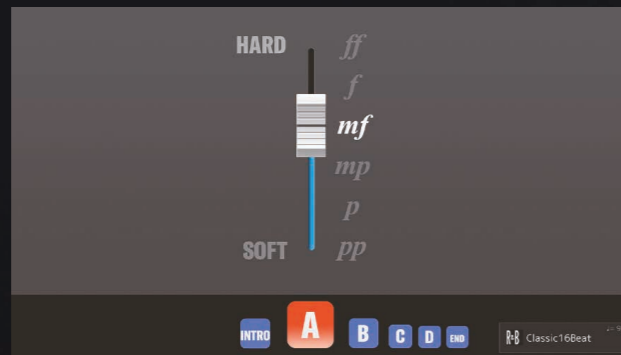 HARD ff
f
mf
mp
p
SOFT pp
INTRO A B C D END
R&B Classic16Beat